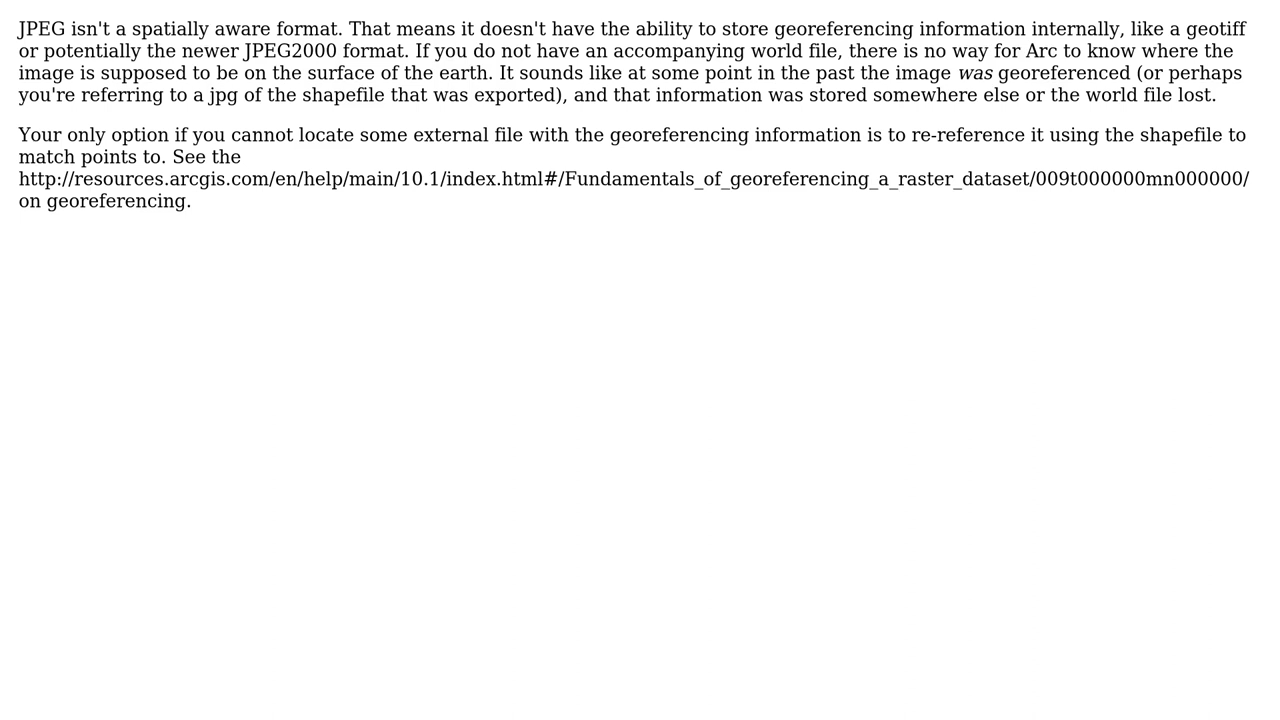 JPEG isn't a spatially aware format. That means it doesn't have the ability to store georeferencing information internally, like a geotiff
or potentially the newer JPEG2000 format. If you do not have an accompanying world file, there is no way for Arc to know where the
image is supposed to be on the surface of the earth. It sounds like at some point in the past the image was georeferenced (or perhaps
you're referring to a jpg of the shapefile that was exported), and that information was stored somewhere else or the world file lost.
Your only option if you cannot locate some external file with the georeferencing information is to re-reference it using the shapefile to
match points to. See the
http://resources.arcgis.com/en/help/main/10.1/index.html#/Fundamentals_of_georeferencing_a_raster_dataset/009t000000mn000000/
on georeferencing.